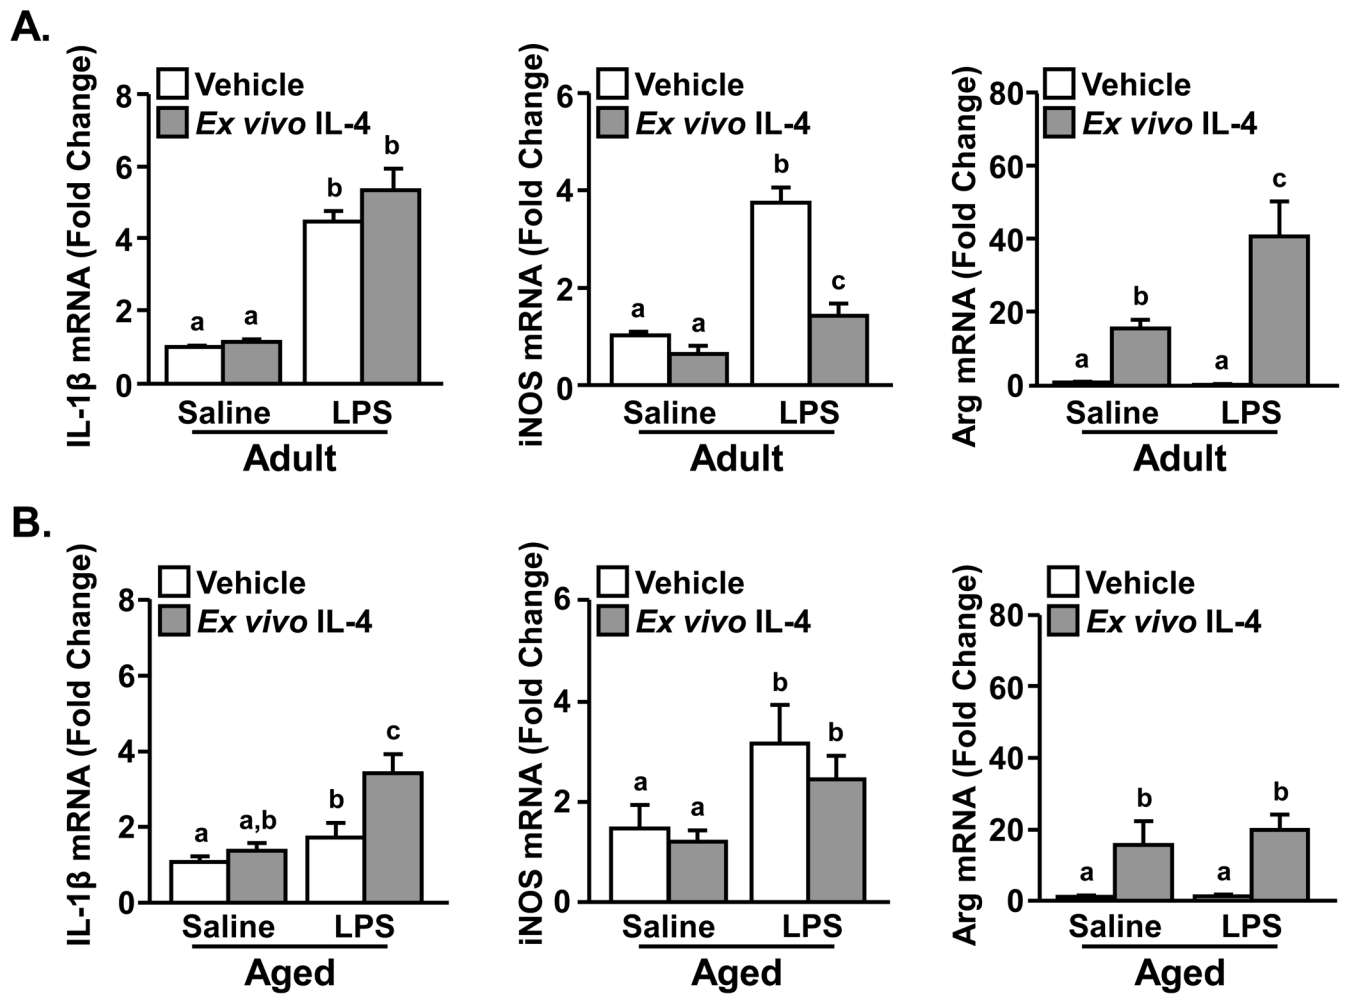 A.
IL-1β mRNA (Fold Change)
8
6
4
2
0
Vehicle
Ex vivo IL-4
a
a
b
b
Saline
LPS
Adult
iNOS mRNA (Fold Change)
6
4
2
0
Vehicle
Ex vivo IL-4
a
a
b
c
Saline
LPS
Adult
Arg mRNA (Fold Change)
80
60
40
20
0
Vehicle
Ex vivo IL-4
a
b
a
c
Saline
LPS
Adult
B.
IL-1β mRNA (Fold Change)
8
6
4
2
0
Vehicle
Ex vivo IL-4
a
a,b
b
c
Saline
LPS
Aged
iNOS mRNA (Fold Change)
6
4
2
0
Vehicle
Ex vivo IL-4
a
a
b
b
Saline
LPS
Aged
Arg mRNA (Fold Change)
80
60
40
20
0
Vehicle
Ex vivo IL-4
a
b
a
b
Saline
LPS
Aged